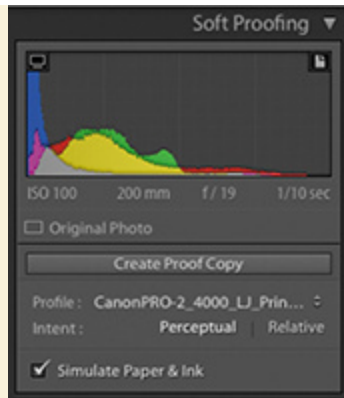 Soft Proofing
ISO 100 200 mm f / 19 1/10 sec
Original Photo
Create Proof Copy
Profile : CanonPRO-2_4000_LJ_Prin...
Intent : Perceptual | Relative
Simulate Paper & Ink